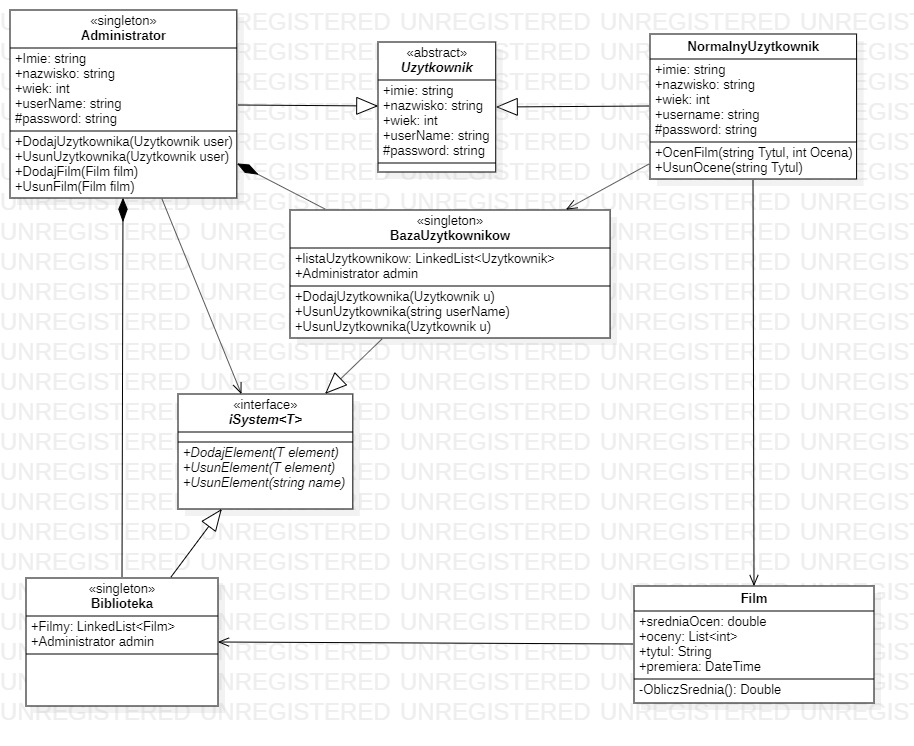 «singleton»
Administrator
+Imie: string
+nazwisko: string
+wiek: int
+userName: string
#password: string
+DodajUzytkownika(Uzytkownik user)
+UsunUzytkownika(Uzytkownik user)
+DodajFilm(Film film)
+UsunFilm(Film film)
«abstract»
Uzytkownik
+imie: string
+nazwisko: string
+wiek: int
+userName: string
#password: string
NormalnyUzytkownik
+imie: string
+nazwisko: string
+wiek: int
+username: string
#password: string
+OcenFilm(string Tytul, int Ocena)
+UsunOcene(string Tytul)
«singleton»
BazaUzytkownikow
+listaUzytkownikow: LinkedList<Uzytkownik>
+Administrator admin
+DodajUzytkownika(Uzytkownik u)
+UsunUzytkownika(string userName)
+UsunUzytkownika(Uzytkownik u)
«interface»
iSystem<T>
+DodajElement(T element)
+UsunElement(T element)
+UsunElement(string name)
«singleton»
Biblioteka
+Filmy: LinkedList<Film>
+Administrator admin
Film
+sredniaOcen: double
+oceny: List<int>
+tytul: String
+premiera: DateTime
-ObliczSrednia(): Double
UNREGISTERED